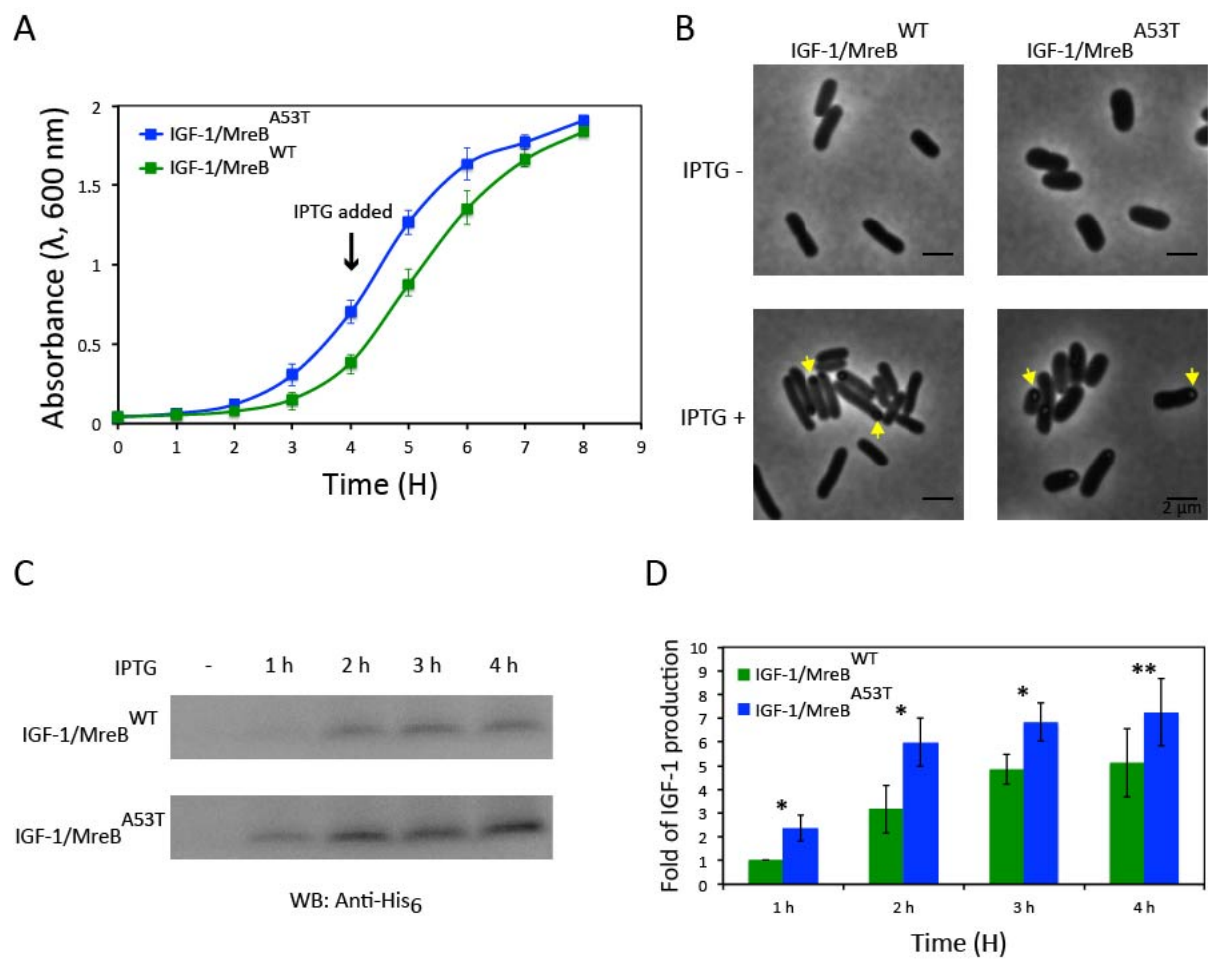 A
Absorbance (λ, 600 nm)
2
1.5
1
0.5
0
IGF-1/MreB A53T
IGF-1/MreB WT
IPTG added
0 1 2 3 4 5 6 7 8 9
Time (H)
B
IGF-1/MreB WT
IGF-1/MreB A53T
IPTG -
IPTG +
2 µm
C
IPTG - 1 h 2 h 3 h 4 h
IGF-1/MreB WT
IGF-1/MreB A53T
WB: Anti-His6
D
Fold of IGF-1 production
10
9
8
7
6
5
4
3
2
1
0
IGF-1/MreB WT
IGF-1/MreB A53T
* * * **
1 h 2 h 3 h 4 h
Time (H)